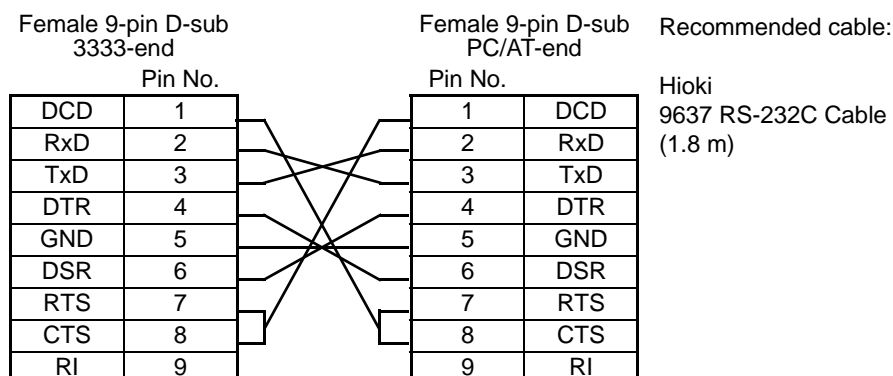 Female 9-pin D-sub
3333-end
Pin No.
DCD 1
RxD 2
TxD 3
DTR 4
GND 5
DSR 6
RTS 7
CTS 8
RI 9
Female 9-pin D-sub
PC/AT-end
Pin No.
1 DCD
2 RxD
3 TxD
4 DTR
5 GND
6 DSR
7 RTS
8 CTS
9 RI
Recommended cable:
Hioki
9637 RS-232C Cable
(1.8 m)